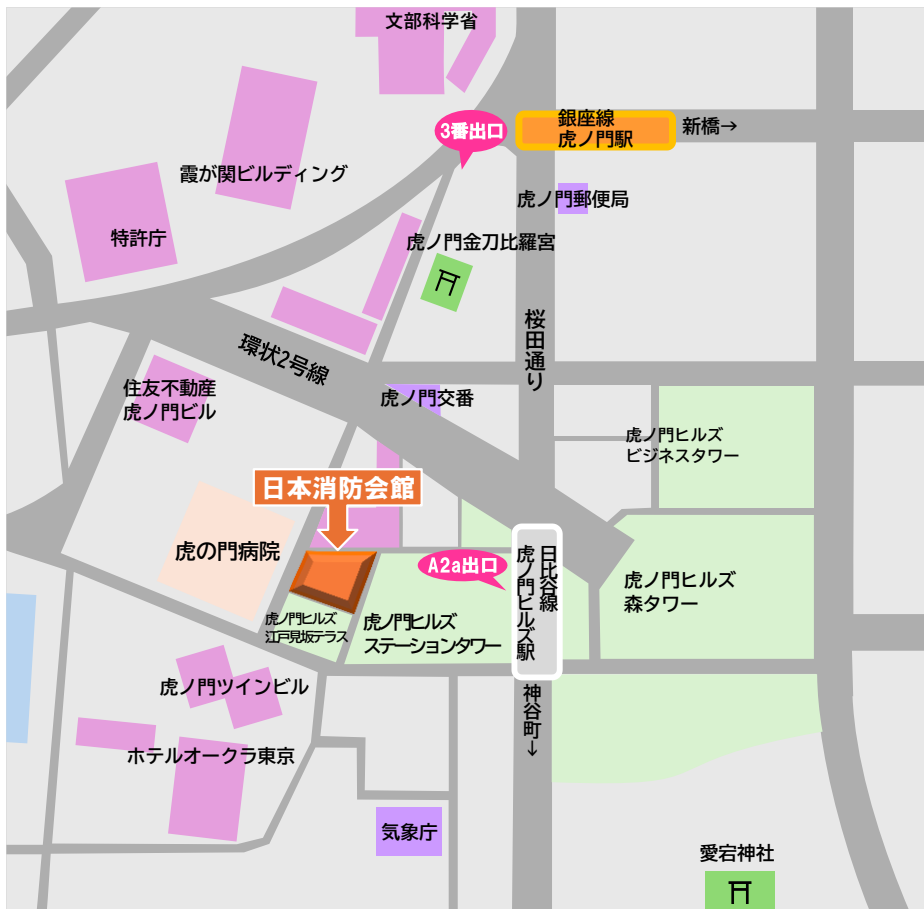 文部科学省
3番出口
銀座線
虎ノ門駅
新橋→
霞が関ビルディング
虎ノ門郵便局
特許庁
虎ノ門金刀比羅宮
桜田通り
環状2号線
住友不動産
虎ノ門ビル
虎ノ門交番
虎ノ門ヒルズ
ビジネスタワー
日本消防会館
虎の門病院
A2a出口
日比谷線
虎ノ門ヒルズ駅
虎ノ門ヒルズ
森タワー
虎ノ門ヒルズ
江戸見坂テラス
虎ノ門ヒルズ
ステーションタワー
虎ノ門ツインビル
神谷町↓
ホテルオークラ東京
気象庁
愛宕神社